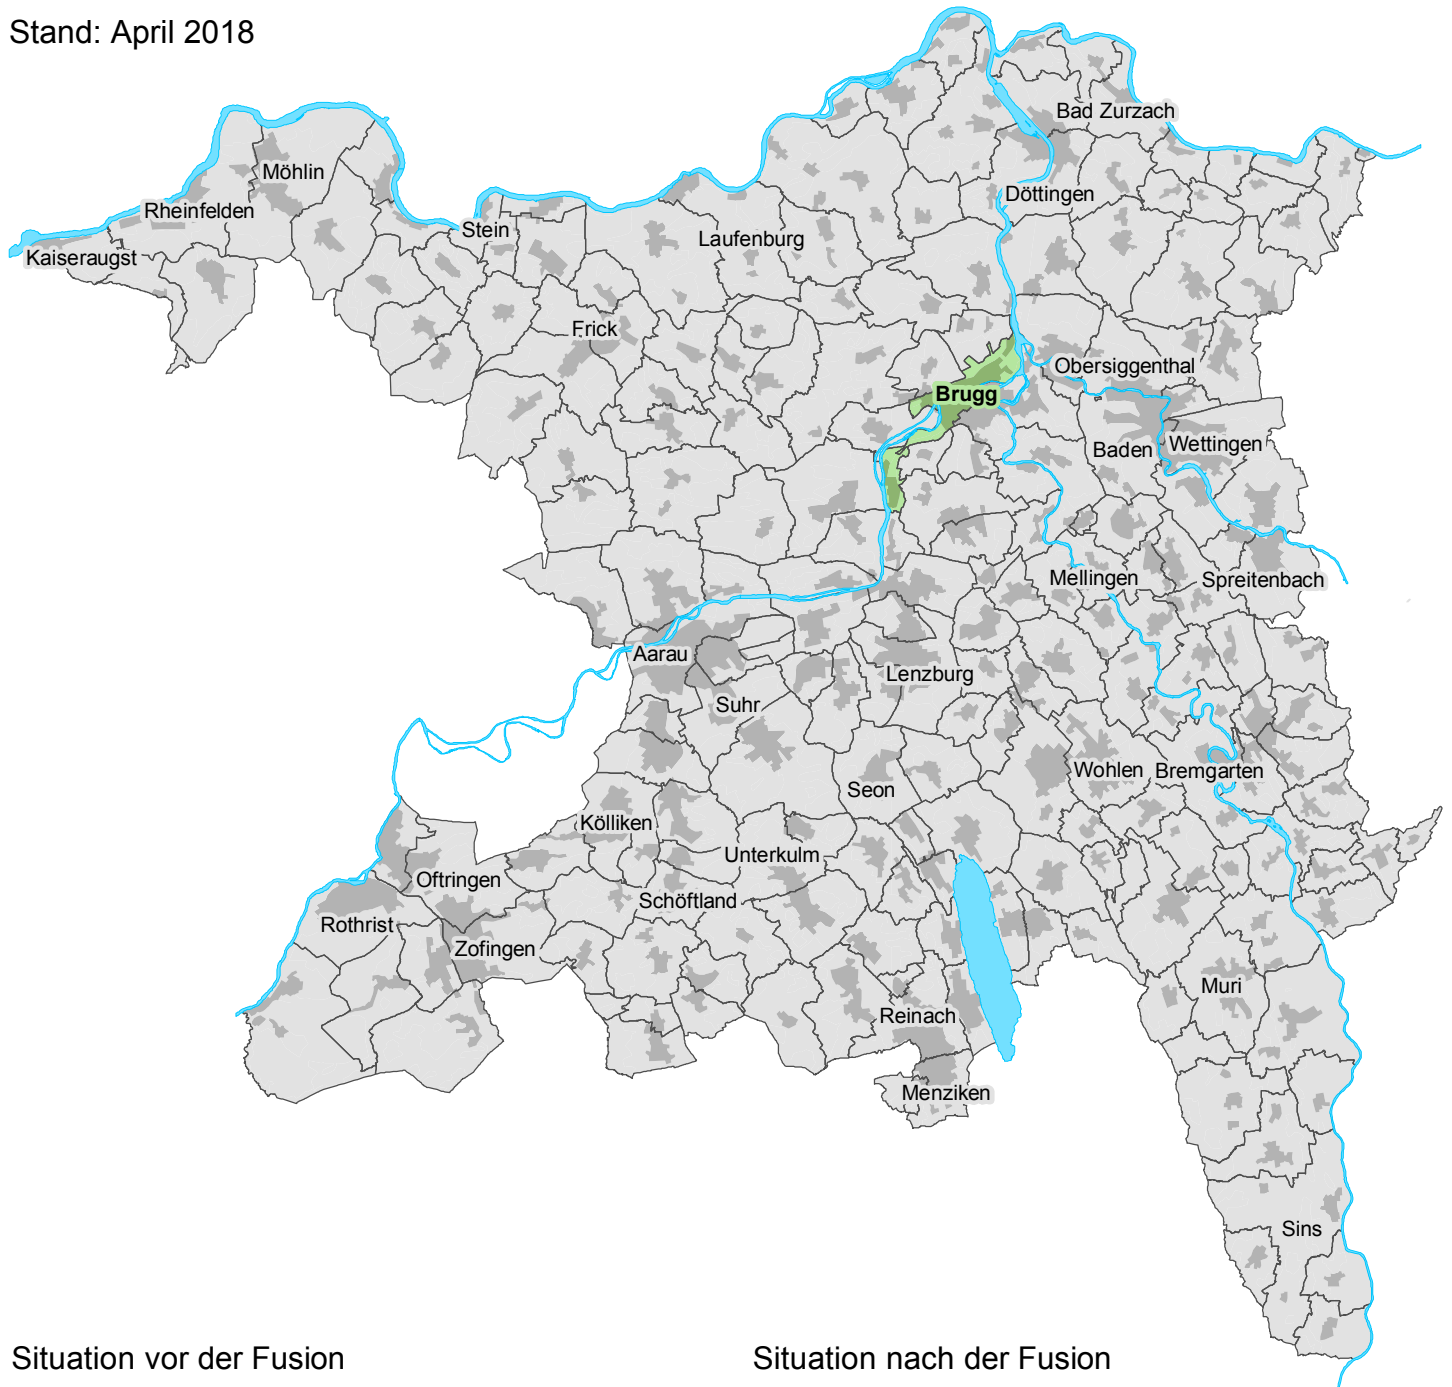 Stand: April 2018
Bad Zurzach
Möhlin
Döttingen
Rheinfelden
Stein
Laufenburg
Kaiseraugst
Frick
Obersiggenthal
Brugg
Baden
Wettingen
Mellingen
Spreitenbach
Aarau
Lenzburg
Suhr
Wohlen
Bremgarten
Seon
Kölliken
Unterkulm
Oftringen
Schöftland
Rothrist
Zofingen
Muri
Reinach
Menziken
Sins
Situation vor der Fusion
Situation nach der Fusion